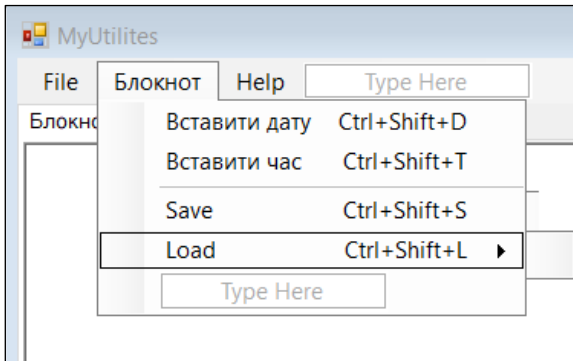 MyUtilites
File Блокнот Help Type Here
Блокно
Вставити дату Ctrl+Shift+D
Вставити час Ctrl+Shift+T
Save Ctrl+Shift+S
Load Ctrl+Shift+L
Type Here